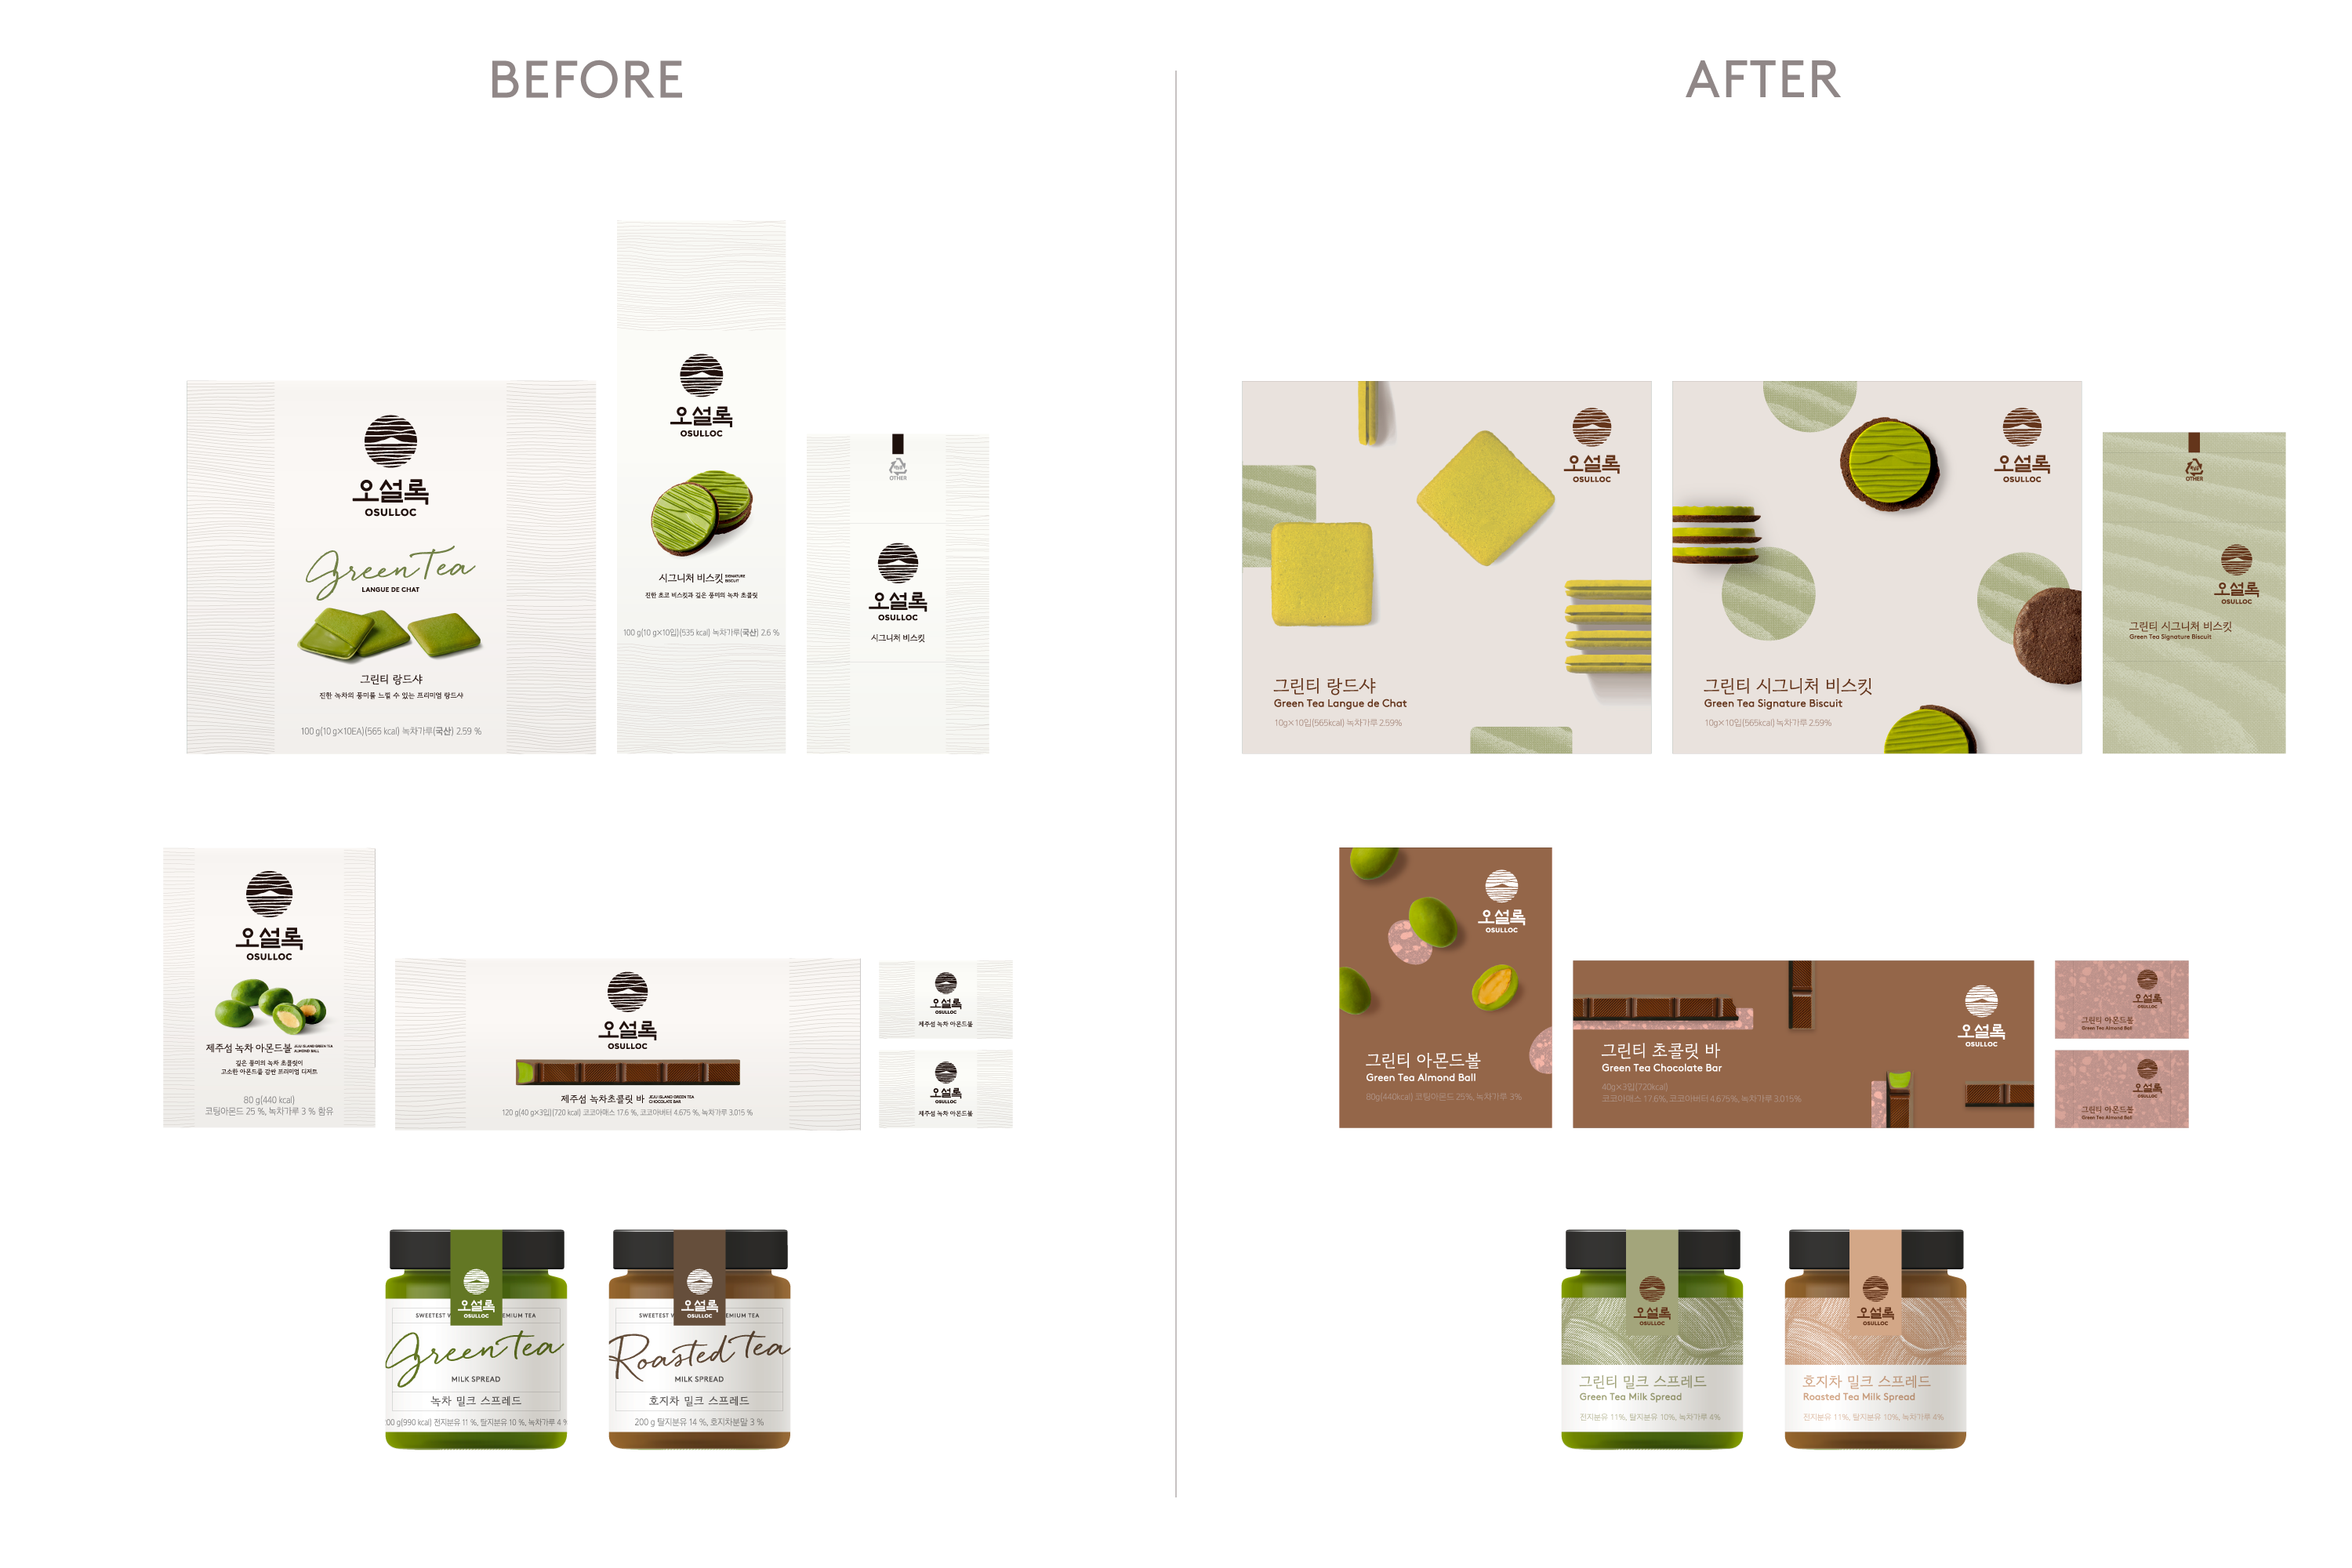 BEFORE
AFTER
오설록
OSULLOC
Green Tea
LANGUE DE CHAT
그린티 랑드샤
진한 녹차의 풍미를 느낄 수 있는 프리미엄 랑드샤
100 g(10 g×10EA)(565 kcal) 녹차가루(국산) 2.59 %
오설록
OSULLOC
시그니처 비스킷 SIGNATURE
BISCUIT
진한 초코 비스킷과 깊은 풍미의 녹차 초콜릿
100 g(10 g×10입)(535 kcal) 녹차가루(국산) 2.6 %
OTHER
오설록
OSULLOC
시그니처 비스킷
오설록
OSULLOC
그린티 랑드샤
Green Tea Langue de Chat
10g×10입(565kcal) 녹차가루 2.59%
오설록
OSULLOC
그린티 시그니처 비스킷
Green Tea Signature Biscuit
10g×10입(565kcal) 녹차가루 2.59%
OTHER
오설록
OSULLOC
그린티 시그니처 비스킷
Green Tea Signature Biscuit
오설록
OSULLOC
제주섬 녹차 아몬드볼 JEJU ISLAND GREEN TEA
ALMOND BALL
깊은 풍미의 녹차 초콜릿이
고소한 아몬드를 감싼 프리미엄 디저트
80 g(440 kcal)
코팅아몬드 25 %, 녹차가루 3 % 함유
오설록
OSULLOC
제주섬 녹차초콜릿 바 JEJU ISLAND GREEN TEA
CHOCOLATE BAR
120 g(40 g×3입)(720 kcal) 코코아매스 17.6 %, 코코아버터 4.675 %, 녹차가루 3.015 %
오설록
OSULLOC
제주섬 녹차 아몬드볼
오설록
OSULLOC
제주섬 녹차 아몬드볼
오설록
OSULLOC
그린티 아몬드볼
Green Tea Almond Ball
80g(440kcal) 코팅아몬드 25%, 녹차가루 3%
오설록
OSULLOC
그린티 초콜릿 바
Green Tea Chocolate Bar
40g×3입(720kcal)
코코아매스 17.6%, 코코아버터 4.675%, 녹차가루 3.015%
오설록
OSULLOC
그린티 아몬드볼
Green Tea Almond Ball
오설록
OSULLOC
그린티 아몬드볼
Green Tea Almond Ball
오설록
OSULLOC
SWEETEST EMIUM TEA
Green Tea
MILK SPREAD
녹차 밀크 스프레드
00 g(990 kcal) 전지분유 11 %, 탈지분유 10 %, 녹차가루 4 %
오설록
OSULLOC
SWEETEST EMIUM TEA
Roasted Tea
MILK SPREAD
호지차 밀크 스프레드
200 g 탈지분유 14 %, 호지차분말 3 %
오설록
OSULLOC
그린티 밀크 스프레드
Green Tea Milk Spread
전지분유 11%, 탈지분유 10%, 녹차가루 4%
오설록
OSULLOC
호지차 밀크 스프레드
Roasted Tea Milk Spread
전지분유 11%, 탈지분유 10%, 녹차가루 4%